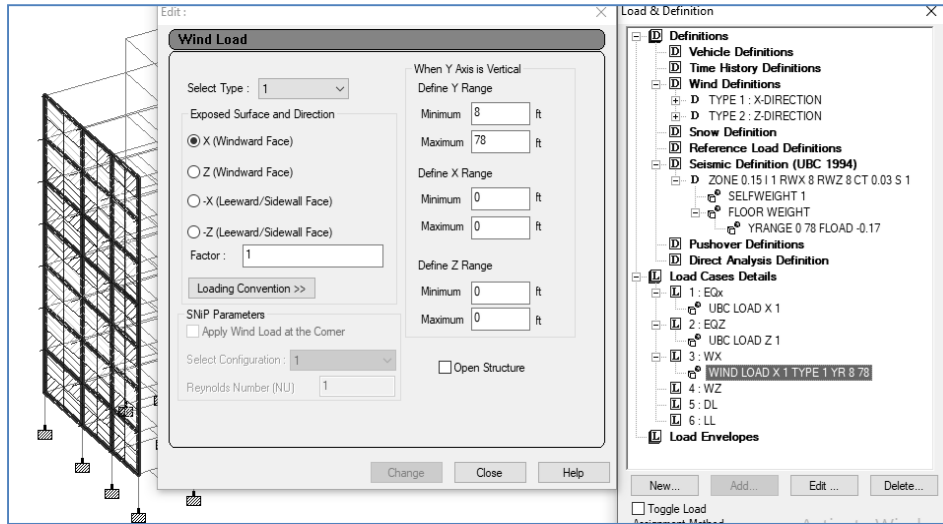 Edit :
Wind Load
Select Type : 1
Exposed Surface and Direction
X (Windward Face)
Z (Windward Face)
-X (Leeward/Sidewall Face)
-Z (Leeward/Sidewall Face)
Factor : 1
Loading Convention >>
SNiP Parameters
Apply Wind Load at the Corner
Select Configuration : 1
Reynolds Number (NU) 1
When Y Axis is Vertical
Define Y Range
Minimum 8 ft
Maximum 78 ft
Define X Range
Minimum 0 ft
Maximum 0 ft
Define Z Range
Minimum 0 ft
Maximum 0 ft
Open Structure
Change Close Help
Load & Definition
D Definitions
D Vehicle Definitions
D Time History Definitions
D Wind Definitions
D TYPE 1 : X-DIRECTION
D TYPE 2 : Z-DIRECTION
D Snow Definition
D Reference Load Definitions
D Seismic Definition (UBC 1994)
D ZONE 0.15 I 1 RWX 8 RWZ 8 CT 0.03 S 1
SELFWEIGHT 1
FLOOR WEIGHT
YRANGE 0 78 FLOAD -0.17
D Pushover Definitions
D Direct Analysis Definition
L Load Cases Details
L 1 : EQx
UBC LOAD X 1
L 2 : EQZ
UBC LOAD Z 1
L 3 : WX
WIND LOAD X 1 TYPE 1 YR 8 78
L 4 : WZ
L 5 : DL
L 6 : LL
L Load Envelopes
New... Add... Edit ... Delete...
Toggle Load
Assignment Method